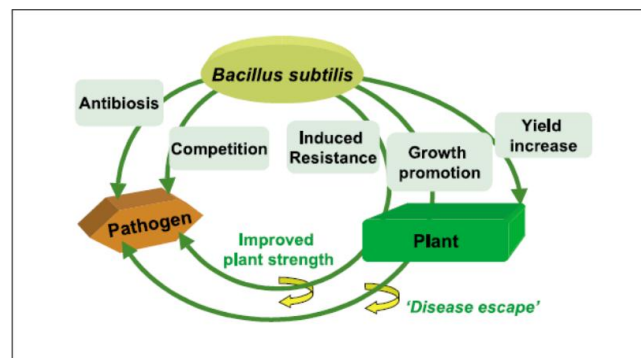 Bacillus subtilis
Antibiosis
Competition
Induced
Resistance
Growth
promotion
Yield
increase
Pathogen
Plant
Improved
plant strength
‘Disease escape’